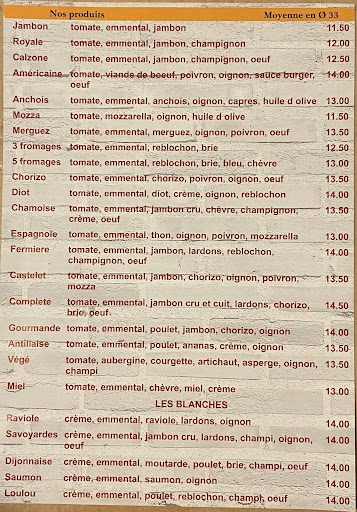 Nos produits Moyenne en Ø 33
Jambon tomate, emmental, jambon 11.50
Royale tomate, emmental, jambon, champignon 12.00
Calzone tomate, emmental, jambon, champignon, oeuf 12.50
Américaine tomate, viande de boeuf, poivron, oignon, sauce burger, 14.00
oeuf
Anchois tomate, emmental, anchois, oignon, capres, huile d olive 13.00
Mozza tomate, mozzarella, oignon, huile d olive 11.50
Merguez tomate, emmental, merguez, oignon, poivron, oeuf 13.50
3 fromages tomate, emmental, reblochon, brie 12.50
5 fromages tomate, emmental, reblochon, brie, bleu, chèvre 13.00
Chorizo tomate, emmental, chorizo, poivron, oignon, oeuf 13.50
Diot tomate, emmental, diot, crème, oignon, reblochon 14.00
Chamoise tomate, emmental, jambon cru, chèvre, champignon, 13.50
crème, oeuf
Espagnole tomate, emmental, thon, oignon, poivron, mozzarella 13.00
Fermiere tomate, emmental, jambon, lardons, reblochon, 14.00
champignon, oeuf
Castelet tomate, emmental, jambon, chorizo, oignon, poivron, 13.50
mozza
Complete tomate, emmental, jambon cru et cuit, lardons, chorizo, 14.50
brie, oeuf
Gourmande tomate, emmental, poulet, jambon, chorizo, oignon 14.00
Antillaise tomate, emmental, poulet, ananas, crème, oignon 13.50
Végé tomate, aubergine, courgette, artichaut, asperge, oignon, 13.50
champi
Miel tomate, emmental, chèvre, miel, crème 13.00
LES BLANCHES
Raviole crème, emmental, raviole, lardons, oignon 14.00
Savoyardes crème, emmental, jambon cru, lardons, champi, oignon, 14.00
oeuf
Dijonnaise crème, emmental, moutarde, poulet, brie, champi, oeuf 14.00
Saumon crème, emmental, saumon, oignon 14.00
Loulou crème, emmental, poulet, reblochon, champi, oeuf 14.00